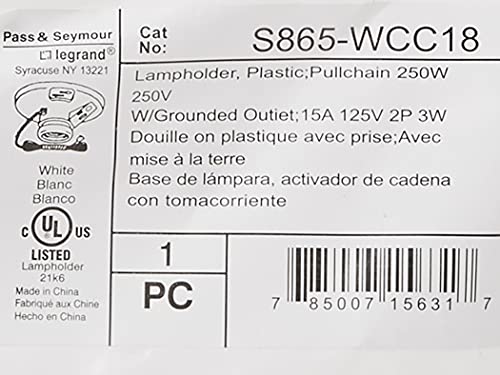 Pass & Seymour
legrand
Syracuse NY 13221
White
Blanc
Blanco
C UL US
LISTED
Lampholder
21k6
Made in China
Fabriqué aux Chine
Hecho en China
Cat No:
S865-WCC18
Lampholder, Plastic;Pullchain 250W
250V
W/Grounded Outiet;15A 125V 2P 3W
Douille on plastique avec prise;Avec
mise à la terre
Base de lámpara, activador de cadena
con tomacorriente
1
PC
7 85007 15631 7